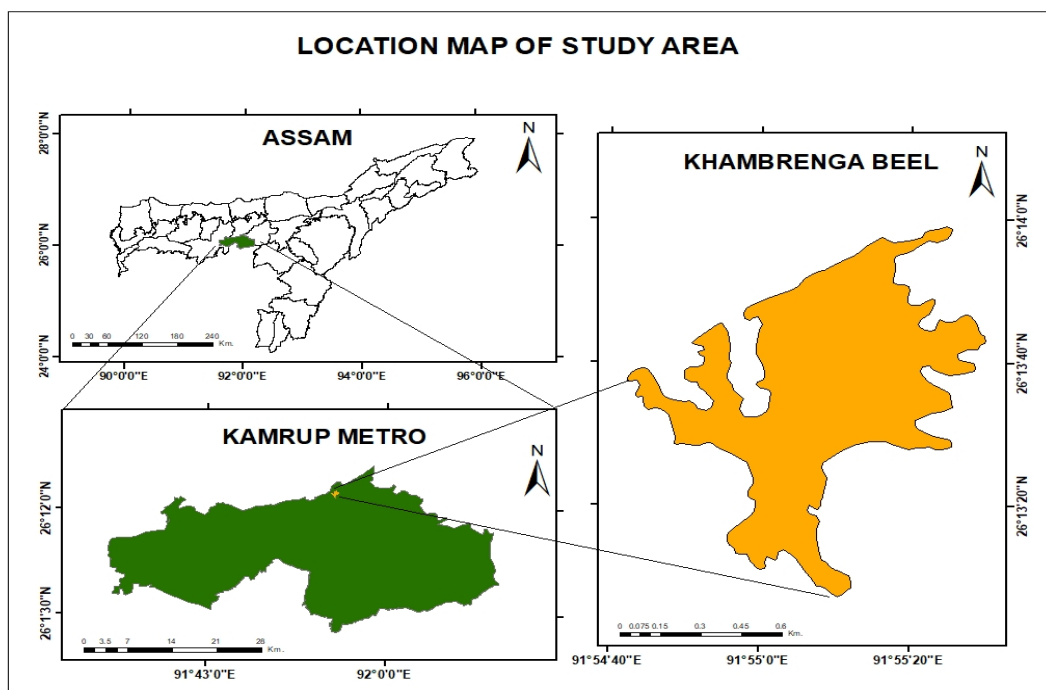 LOCATION MAP OF STUDY AREA
ASSAM
N
28°0'0"N
26°0'0"N
24°0'0"N
0 30 60 120 180 240
Km.
90°0'0"E 92°0'0"E 94°0'0"E 96°0'0"E
KAMRUP METRO
N
26°12'0"N
26°1'30"N
0 3.5 7 14 21 28
Km.
91°43'0"E 92°0'0"E
KHAMBRENGA BEEL
N
26°14'0"N
26°13'40"N
26°13'20"N
0 0.075 0.15 0.3 0.45 0.6
Km.
91°54'40"E 91°55'0"E 91°55'20"E